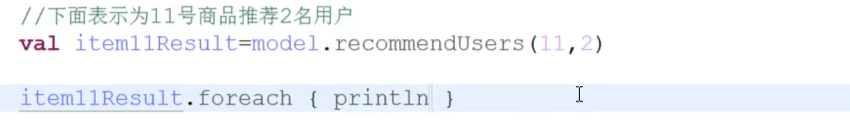 //下面表示为11号商品推荐2名用户
val item11Result=model.recommendUsers(11,2)
item11Result.foreach { println }